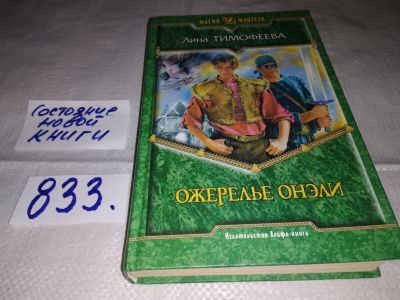 Состояние
новой
книги
833.
МАГИЯ ФЭНТЕЗИ
Лина ТИМОФЕЕВА
ОЖЕРЕЛЬЕ ОНЭЛИ
Издательство Альфа-книга